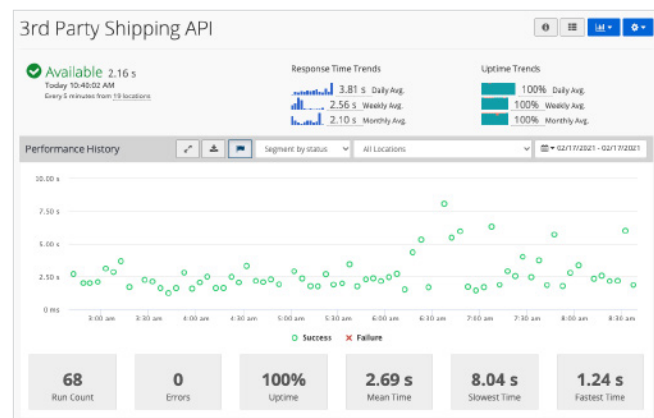 3rd Party Shipping API
Available 2.16 s
Today 10:40:02 AM
Every 5 minutes from 19 locations
Response Time Trends
3.81 s Daily Avg.
2.56 s Weekly Avg.
2.10 s Monthly Avg.
Uptime Trends
100% Daily Avg.
100% Weekly Avg.
100% Monthly Avg.
Performance History
Segment by status
All Locations
02/17/2021 - 02/17/2021
10.00 s
7.50 s
5.00 s
2.50 s
0 ms
3:00 am 3:30 am 4:00 am 4:30 am 5:00 am 5:30 am 6:00 am 6:30 am 7:00 am 7:30 am 8:00 am 8:30 am
Success Failure
68 0 100% 2.69 s 8.04 s 1.24 s
Run Count Errors Uptime Mean Time Slowest Time Fastest Time